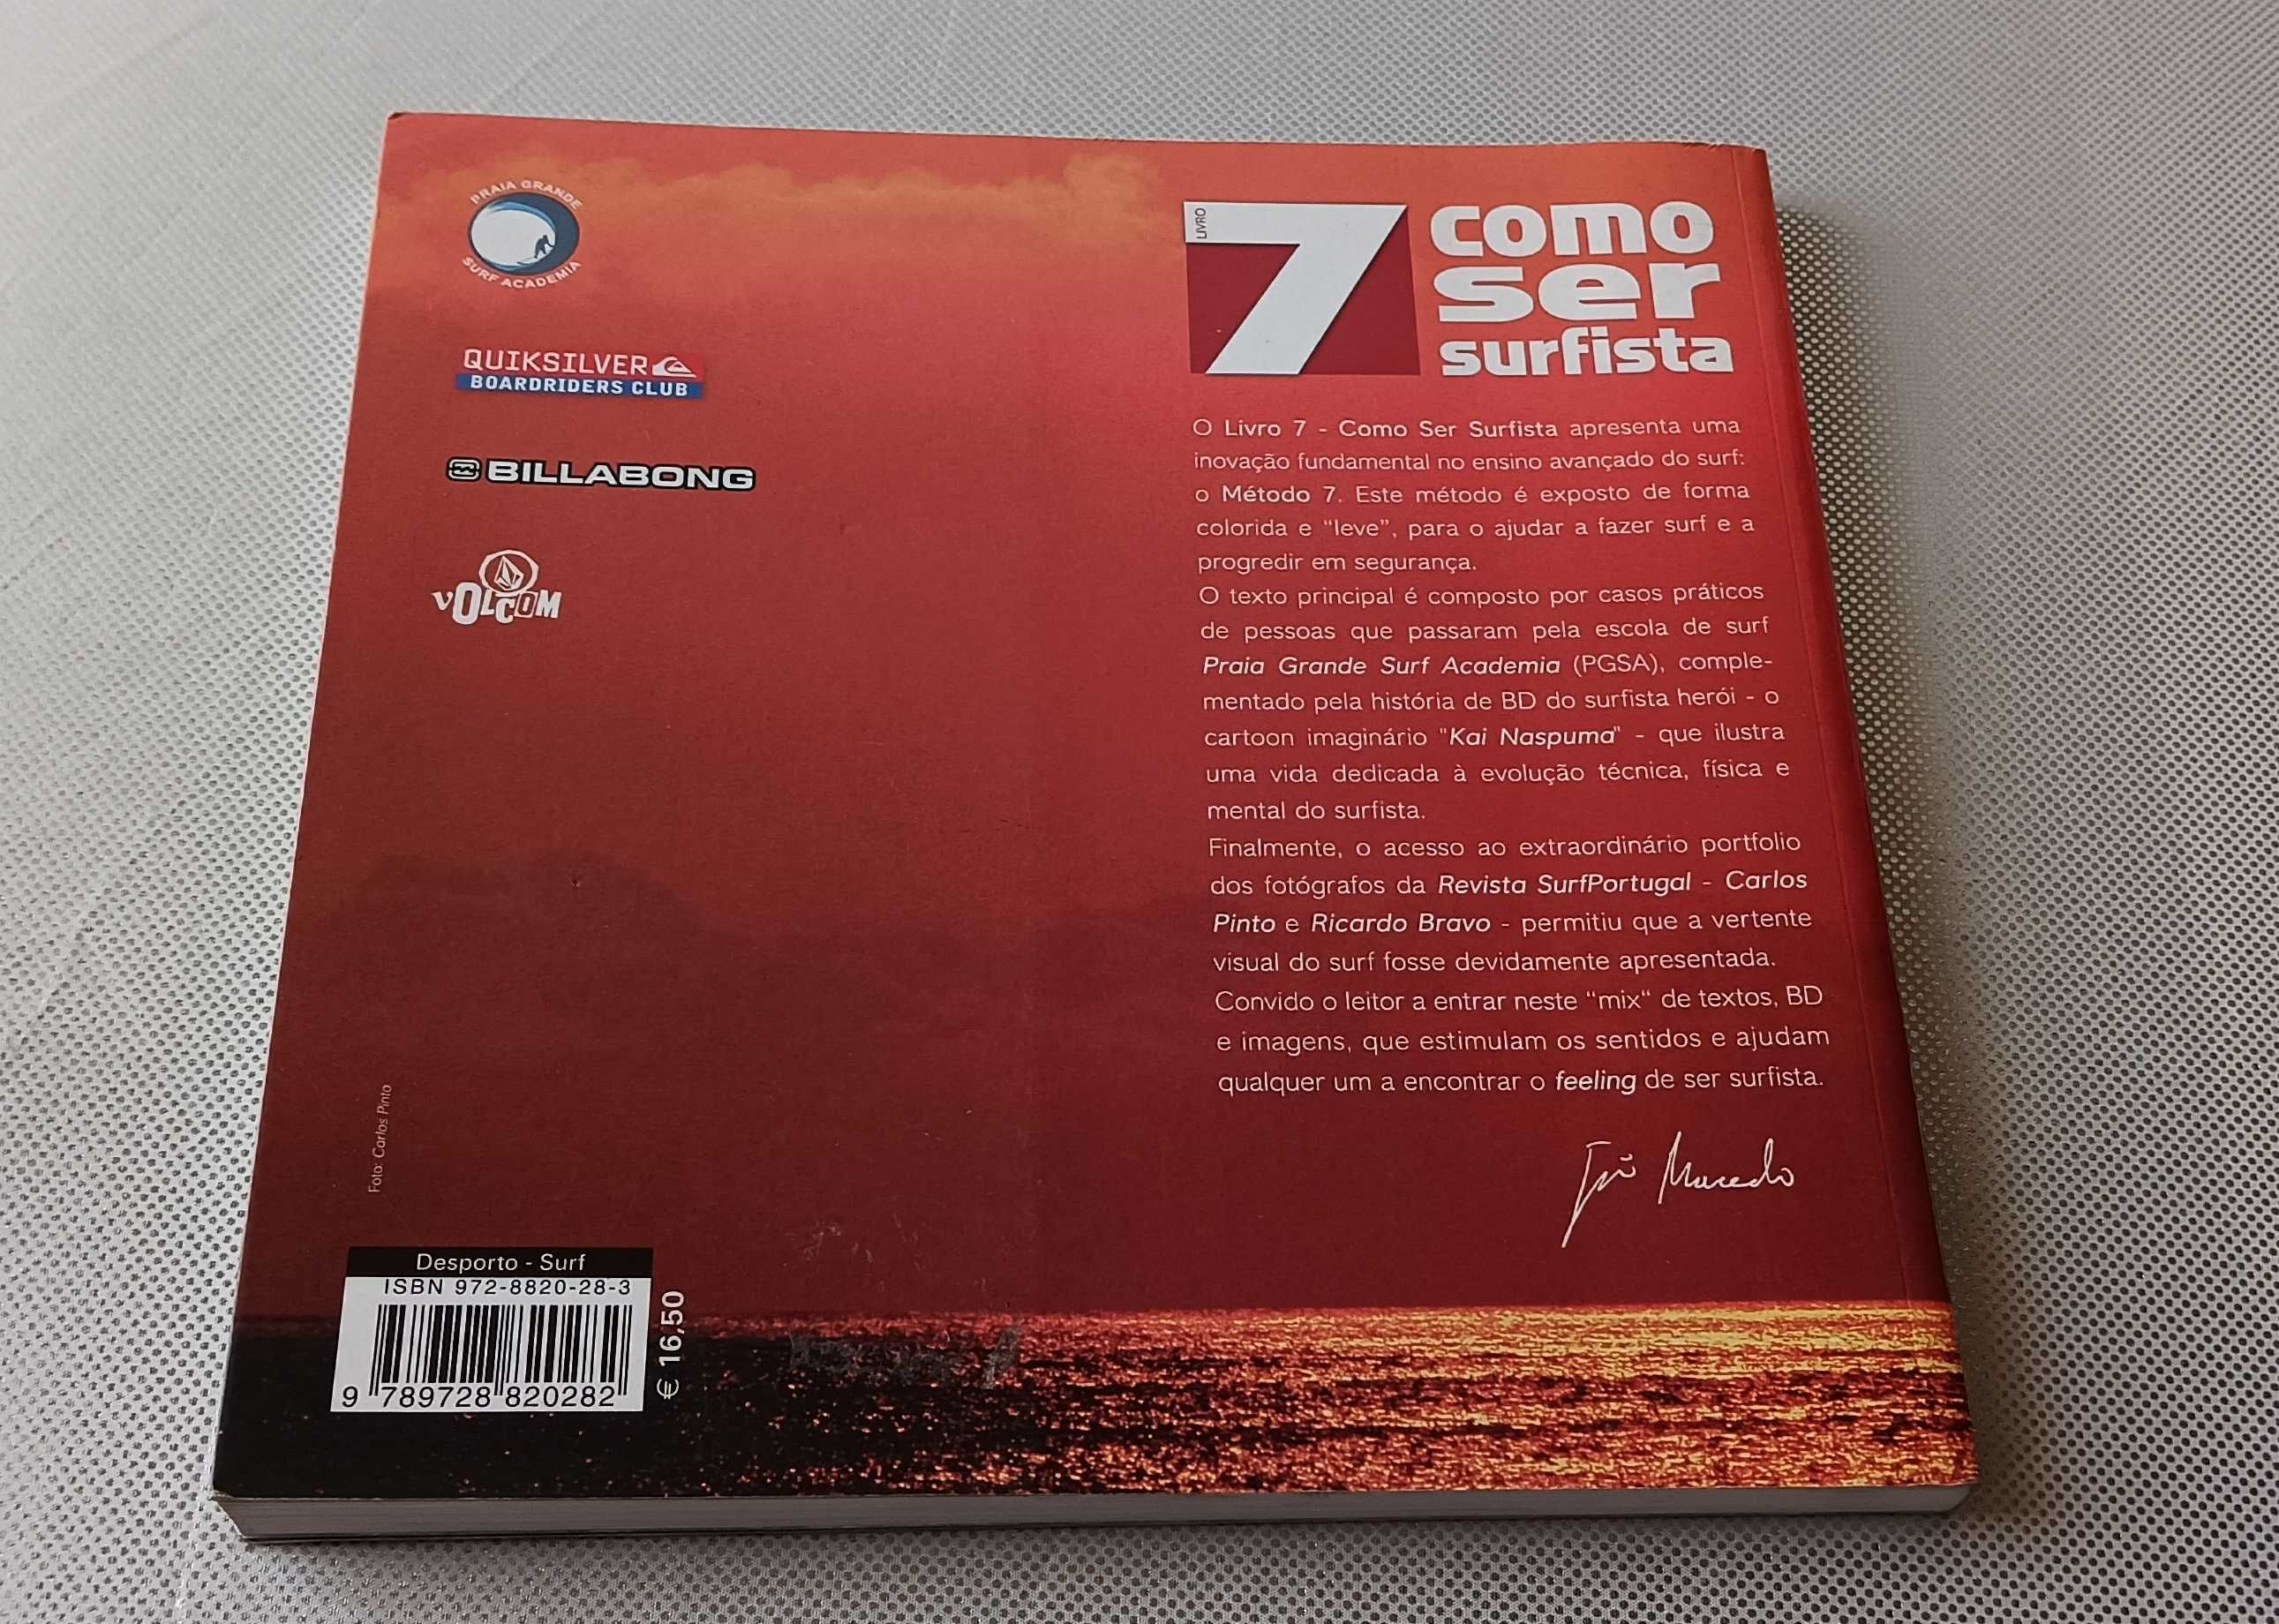 PRAIA GRANDE
SURF ACADEMIA
QUIKSILVER
BOARDRIDERS CLUB
BILLABONG
VOLCOM
LIVRO
7
como
ser
surfista
O Livro 7 - Como Ser Surfista apresenta uma
inovação fundamental no ensino avançado do surf:
o Método 7. Este método é exposto de forma
colorida e "leve", para o ajudar a fazer surf e a
progredir em segurança.
O texto principal é composto por casos práticos
de pessoas que passaram pela escola de surf
Praia Grande Surf Academia (PGSA), comple-
mentado pela história de BD do surfista herói - o
cartoon imaginário "Kai Naspuma" - que ilustra
uma vida dedicada à evolução técnica, física e
mental do surfista.
Finalmente, o acesso ao extraordinário portfolio
dos fotógrafos da Revista SurfPortugal - Carlos
Pinto e Ricardo Bravo - permitiu que a vertente
visual do surf fosse devidamente apresentada.
Convido o leitor a entrar neste "mix" de textos, BD
e imagens, que estimulam os sentidos e ajudam
qualquer um a encontrar o feeling de ser surfista.
João Macedo
Foto: Carlos Pinto
Desporto - Surf
ISBN 972-8820-28-3
9 789728 820282
€ 16,50